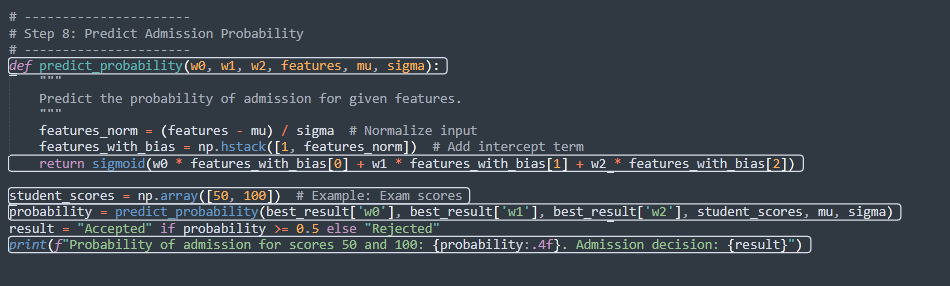 # ---------------------
# Step 8: Predict Admission Probability
# ---------------------
def predict_probability(w0, w1, w2, features, mu, sigma):
    """
    Predict the probability of admission for given features.
    """
    features_norm = (features - mu) / sigma  # Normalize input
    features_with_bias = np.hstack([1, features_norm])  # Add intercept term
    return sigmoid(w0 * features_with_bias[0] + w1 * features_with_bias[1] + w2 * features_with_bias[2])
student_scores = np.array([50, 100])  # Example: Exam scores
probability = predict_probability(best_result['w0'], best_result['w1'], best_result['w2'], student_scores, mu, sigma)
result = "Accepted" if probability >= 0.5 else "Rejected"
print(f"Probability of admission for scores 50 and 100: {probability:.4f}. Admission decision: {result}")